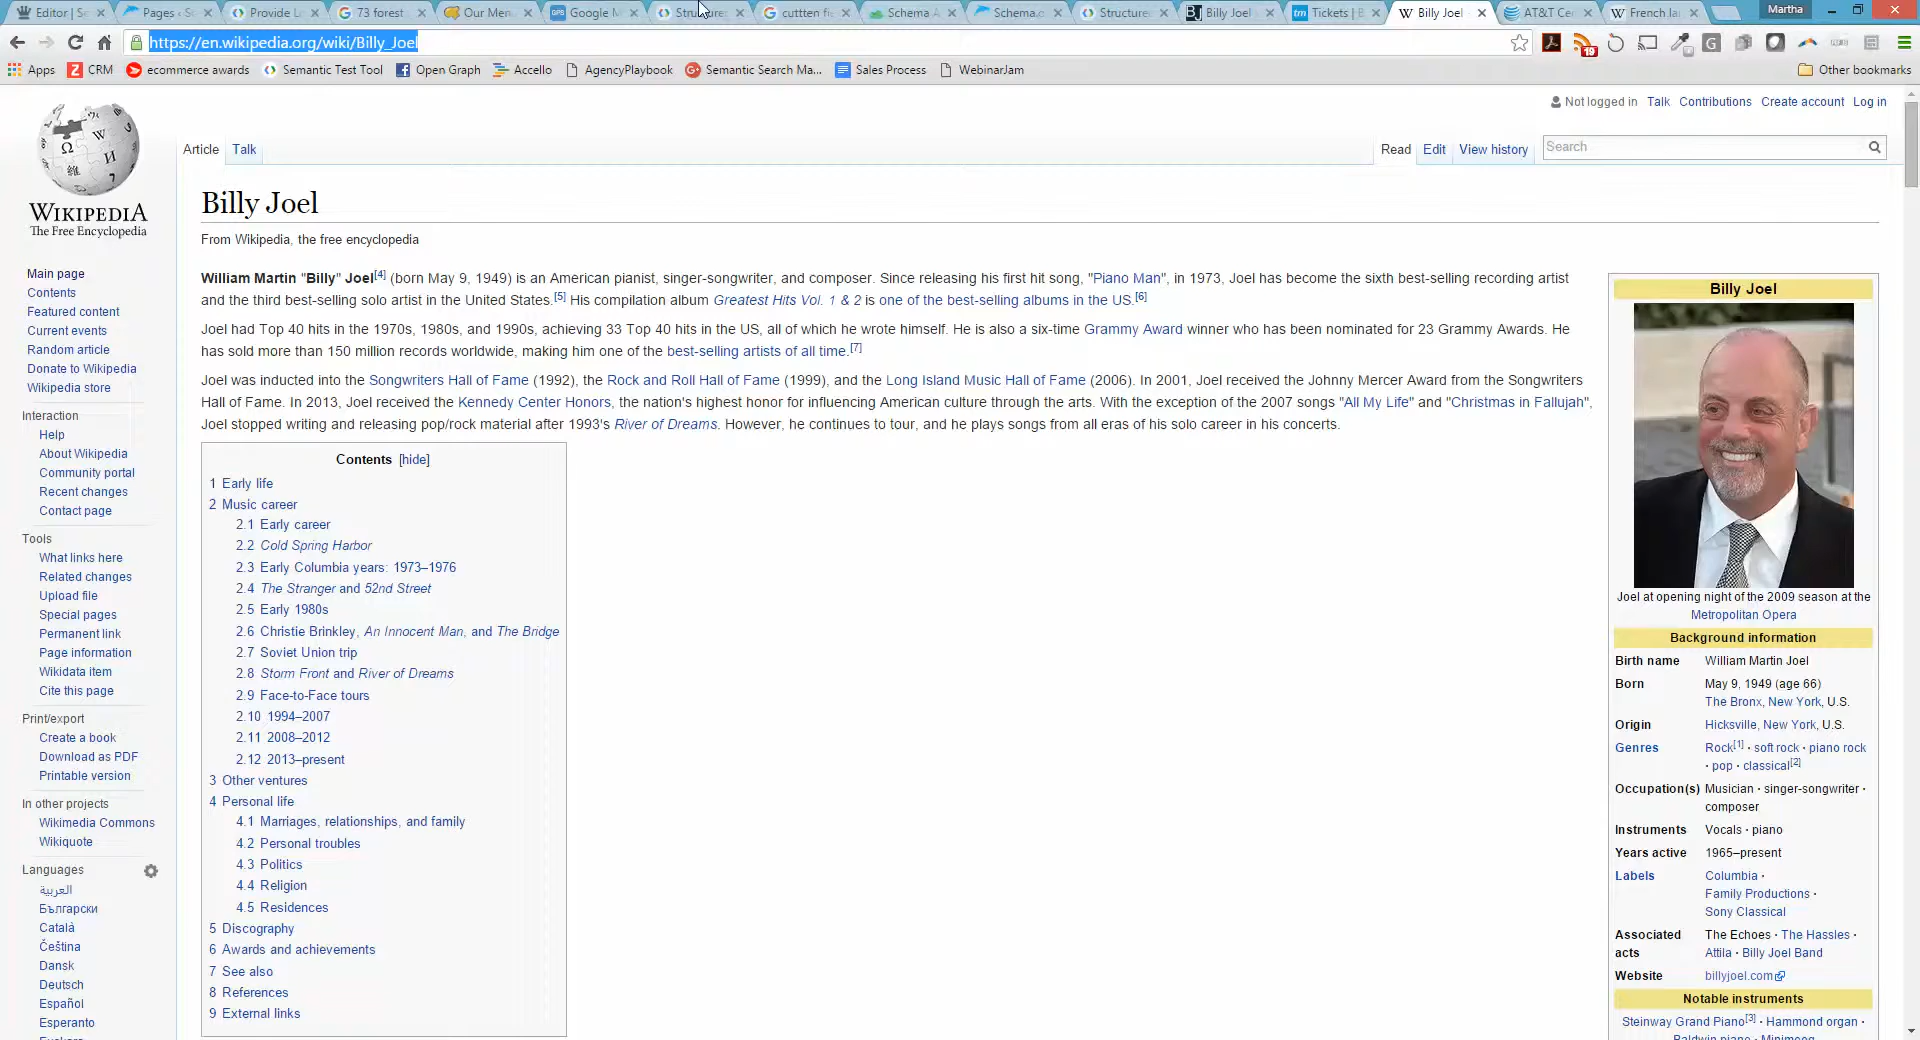 Editor | S
Pages ‹ S
Provide L
73 forest
Our Men
Google M
Structure
cuttten fi
Schema A
Schema.o
Structure
Billy Joel
Tickets | B
Billy Joel
AT&T Ce
French la
Martha
https://en.wikipedia.org/wiki/Billy_Joel
19
Apps
CRM
ecommerce awards
Semantic Test Tool
Open Graph
Accello
AgencyPlaybook
Semantic Search Ma...
Sales Process
WebinarJam
Other bookmarks
Not logged in Talk Contributions Create account Log in
Article Talk
Read Edit View history
Search
WIKIPEDIA
The Free Encyclopedia
Main page
Contents
Featured content
Current events
Random article
Donate to Wikipedia
Wikipedia store
Interaction
Help
About Wikipedia
Community portal
Recent changes
Contact page
Tools
What links here
Related changes
Upload file
Special pages
Permanent link
Page information
Wikidata item
Cite this page
Print/export
Create a book
Download as PDF
Printable version
In other projects
Wikimedia Commons
Wikiquote
Languages
العربية
Български
Català
Čeština
Dansk
Deutsch
Español
Esperanto
Billy Joel
From Wikipedia, the free encyclopedia
William Martin "Billy" Joel[4] (born May 9, 1949) is an American pianist, singer-songwriter, and composer. Since releasing his first hit song, "Piano Man", in 1973, Joel has become the sixth best-selling recording artist
and the third best-selling solo artist in the United States.[5] His compilation album Greatest Hits Vol. 1 & 2 is one of the best-selling albums in the US.[6]
Joel had Top 40 hits in the 1970s, 1980s, and 1990s, achieving 33 Top 40 hits in the US, all of which he wrote himself. He is also a six-time Grammy Award winner who has been nominated for 23 Grammy Awards. He
has sold more than 150 million records worldwide, making him one of the best-selling artists of all time.[7]
Joel was inducted into the Songwriters Hall of Fame (1992), the Rock and Roll Hall of Fame (1999), and the Long Island Music Hall of Fame (2006). In 2001, Joel received the Johnny Mercer Award from the Songwriters
Hall of Fame. In 2013, Joel received the Kennedy Center Honors, the nation's highest honor for influencing American culture through the arts. With the exception of the 2007 songs "All My Life" and "Christmas in Fallujah",
Joel stopped writing and releasing pop/rock material after 1993's River of Dreams. However, he continues to tour, and he plays songs from all eras of his solo career in his concerts.
Contents [hide]
1 Early life
2 Music career
2.1 Early career
2.2 Cold Spring Harbor
2.3 Early Columbia years: 1973–1976
2.4 The Stranger and 52nd Street
2.5 Early 1980s
2.6 Christie Brinkley, An Innocent Man, and The Bridge
2.7 Soviet Union trip
2.8 Storm Front and River of Dreams
2.9 Face-to-Face tours
2.10 1994–2007
2.11 2008–2012
2.12 2013–present
3 Other ventures
4 Personal life
4.1 Marriages, relationships, and family
4.2 Personal troubles
4.3 Politics
4.4 Religion
4.5 Residences
5 Discography
6 Awards and achievements
7 See also
8 References
9 External links
Billy Joel
Joel at opening night of the 2009 season at the
Metropolitan Opera
Background information
Birth name William Martin Joel
Born May 9, 1949 (age 66)
The Bronx, New York, U.S.
Origin Hicksville, New York, U.S.
Genres Rock[1] · soft rock · piano rock
· pop · classical[2]
Occupation(s) Musician · singer-songwriter ·
composer
Instruments Vocals · piano
Years active 1965–present
Labels Columbia ·
Family Productions ·
Sony Classical
Associated The Echoes · The Hassles ·
acts Attila · Billy Joel Band
Website billyjoel.com
Notable instruments
Steinway Grand Piano[3] · Hammond organ ·
Baldwin piano · Minimoog